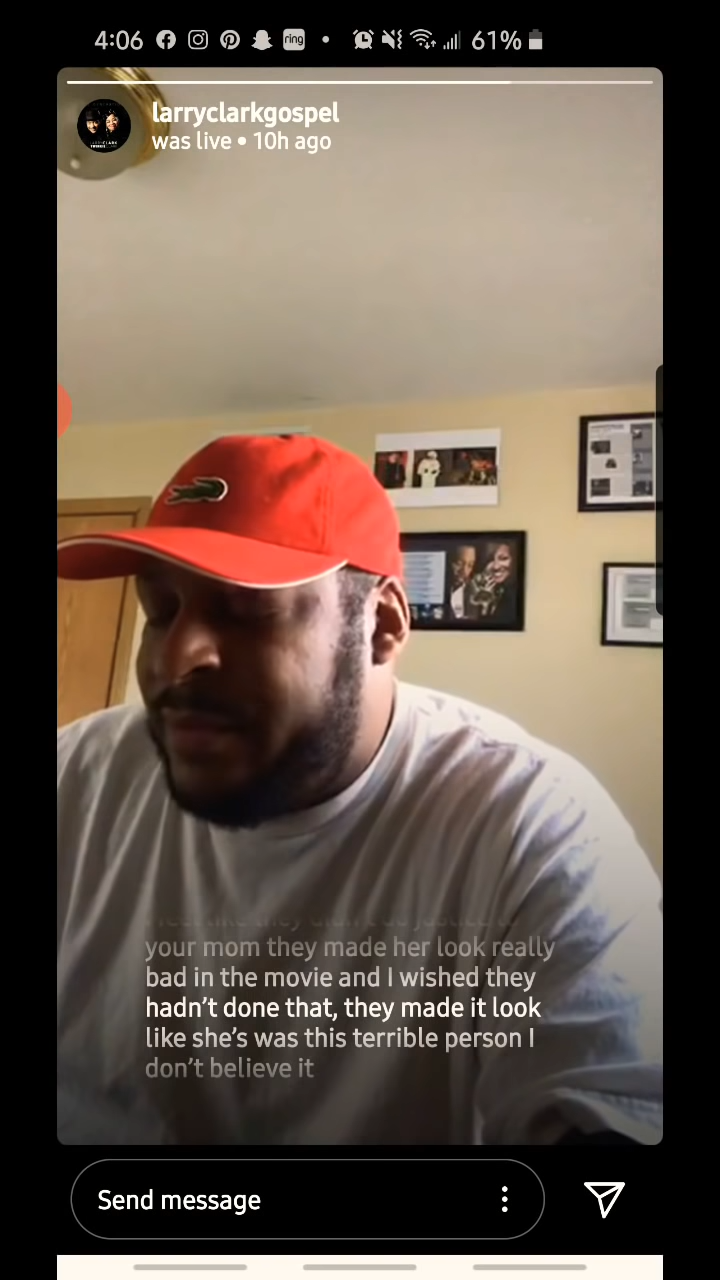 4:06 ring 61%
larryclarkgospel
was live • 10h ago
your mom they made her look really
bad in the movie and I wished they
hadn't done that, they made it look
like she's was this terrible person I
don't believe it
Send message